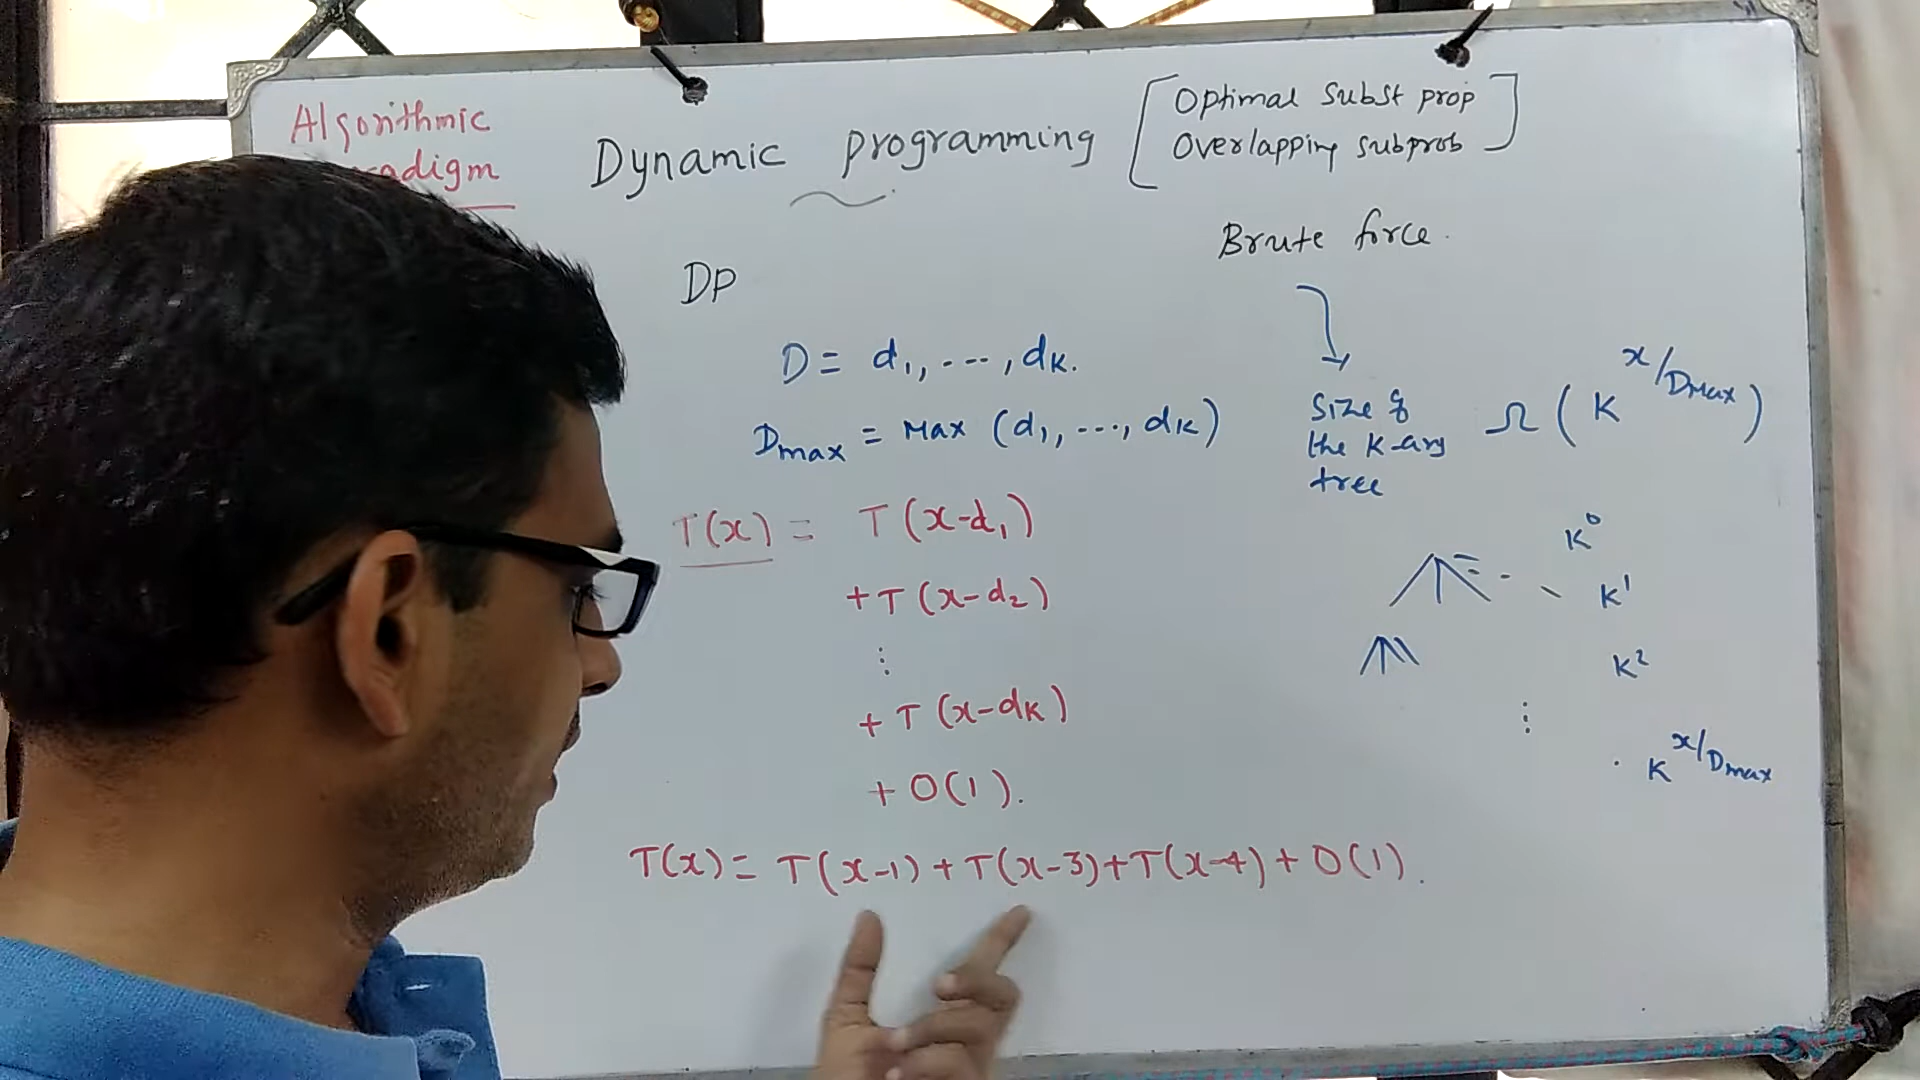 Algorithmic
Dynamic programming
[ Optimal subst prop
Overlapping subprob ]
Brute force.
DP
D = d₁, ---, dₖ.
Dmax = Max (d₁, ---, dₖ)
Size of
the K-ary
tree
Ω ( K^x/Dmax )
T(x) = T(x-d₁)
+ T(x-d₂)
⋮
+ T(x-dₖ)
+ O(1).
K⁰
K¹
K²
⋮
K^x/Dmax
T(x) = T(x-1) + T(x-3) + T(x-4) + O(1).